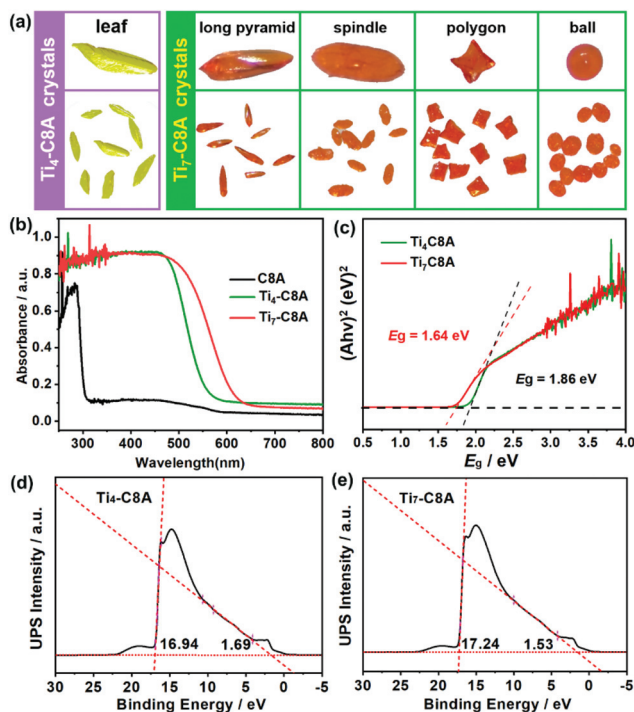 (a)
Ti4-C8A crystals
leaf
Ti7-C8A crystals
long pyramid
spindle
polygon
ball
(b)
1.0
0.8
0.6
0.4
0.2
0.0
Absorbance / a.u.
C8A
Ti4-C8A
Ti7-C8A
300 400 500 600 700 800
Wavelength(nm)
(c)
(Ahv)² (eV)²
Ti4C8A
Ti7C8A
Eg = 1.64 eV
Eg = 1.86 eV
0.5 1.0 1.5 2.0 2.5 3.0 3.5 4.0
Eg / eV
(d)
UPS Intensity / a.u.
Ti4-C8A
16.94
1.69
30 25 20 15 10 5 0 -5
Binding Energy / eV
(e)
UPS Intensity / a.u.
Ti7-C8A
17.24
1.53
30 25 20 15 10 5 0 -5
Binding Energy / eV